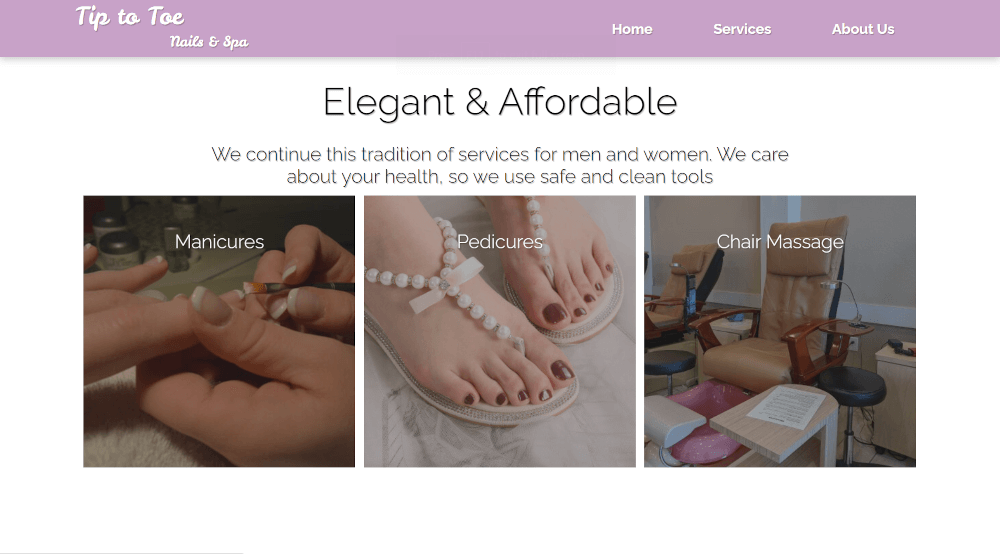 Tip to Toe
Nails & Spa
Home Services About Us
Elegant & Affordable
We continue this tradition of services for men and women. We care
about your health, so we use safe and clean tools
Manicures
Pedicures
Chair Massage